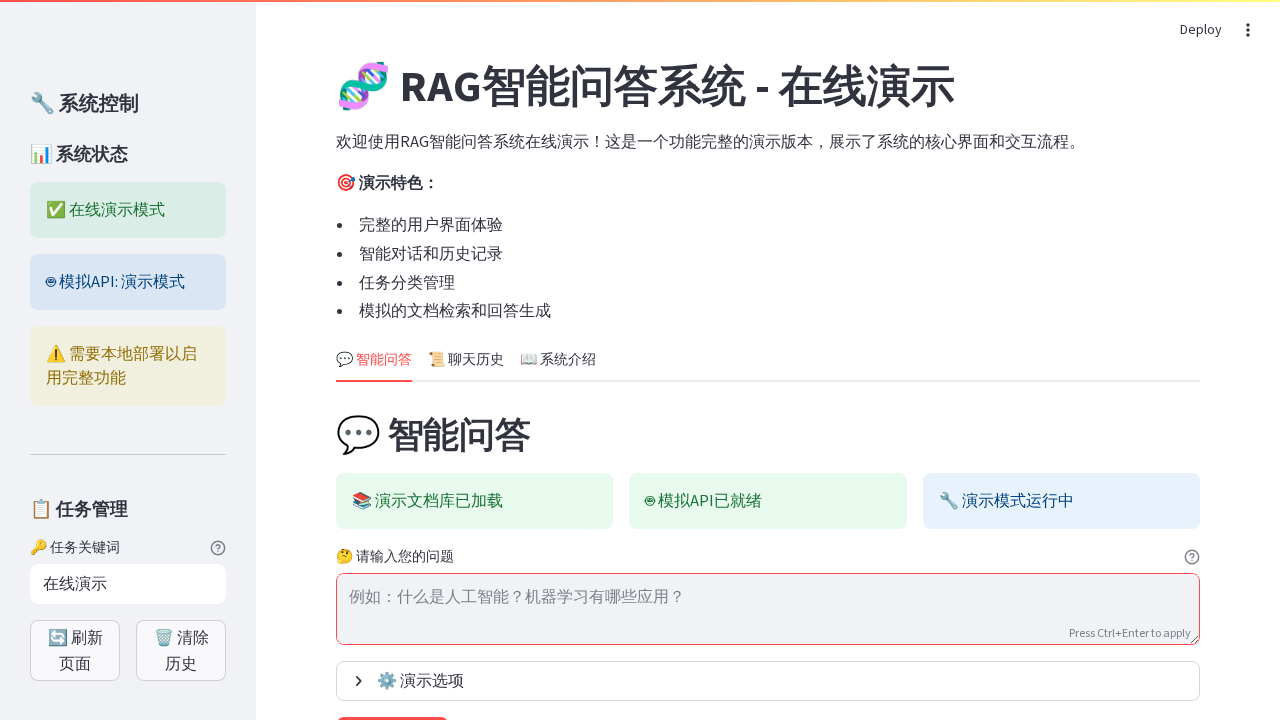 Deploy
🔧 系统控制
📊 系统状态
✅ 在线演示模式
模拟API: 演示模式
⚠️ 需要本地部署以启
用完整功能
📋 任务管理
🔑 任务关键词
在线演示
🔄 刷新
页面
🗑️ 清除
历史
🧬 RAG智能问答系统 - 在线演示
欢迎使用RAG智能问答系统在线演示！这是一个功能完整的演示版本，展示了系统的核心界面和交互流程。
🎯 演示特色：
• 完整的用户界面体验
• 智能对话和历史记录
• 任务分类管理
• 模拟的文档检索和回答生成
💬 智能问答 📜 聊天历史 📖 系统介绍
💬 智能问答
📚 演示文档库已加载
模拟API已就绪
🔧 演示模式运行中
🤔 请输入您的问题
例如：什么是人工智能？机器学习有哪些应用？
Press Ctrl+Enter to apply
⚙️ 演示选项